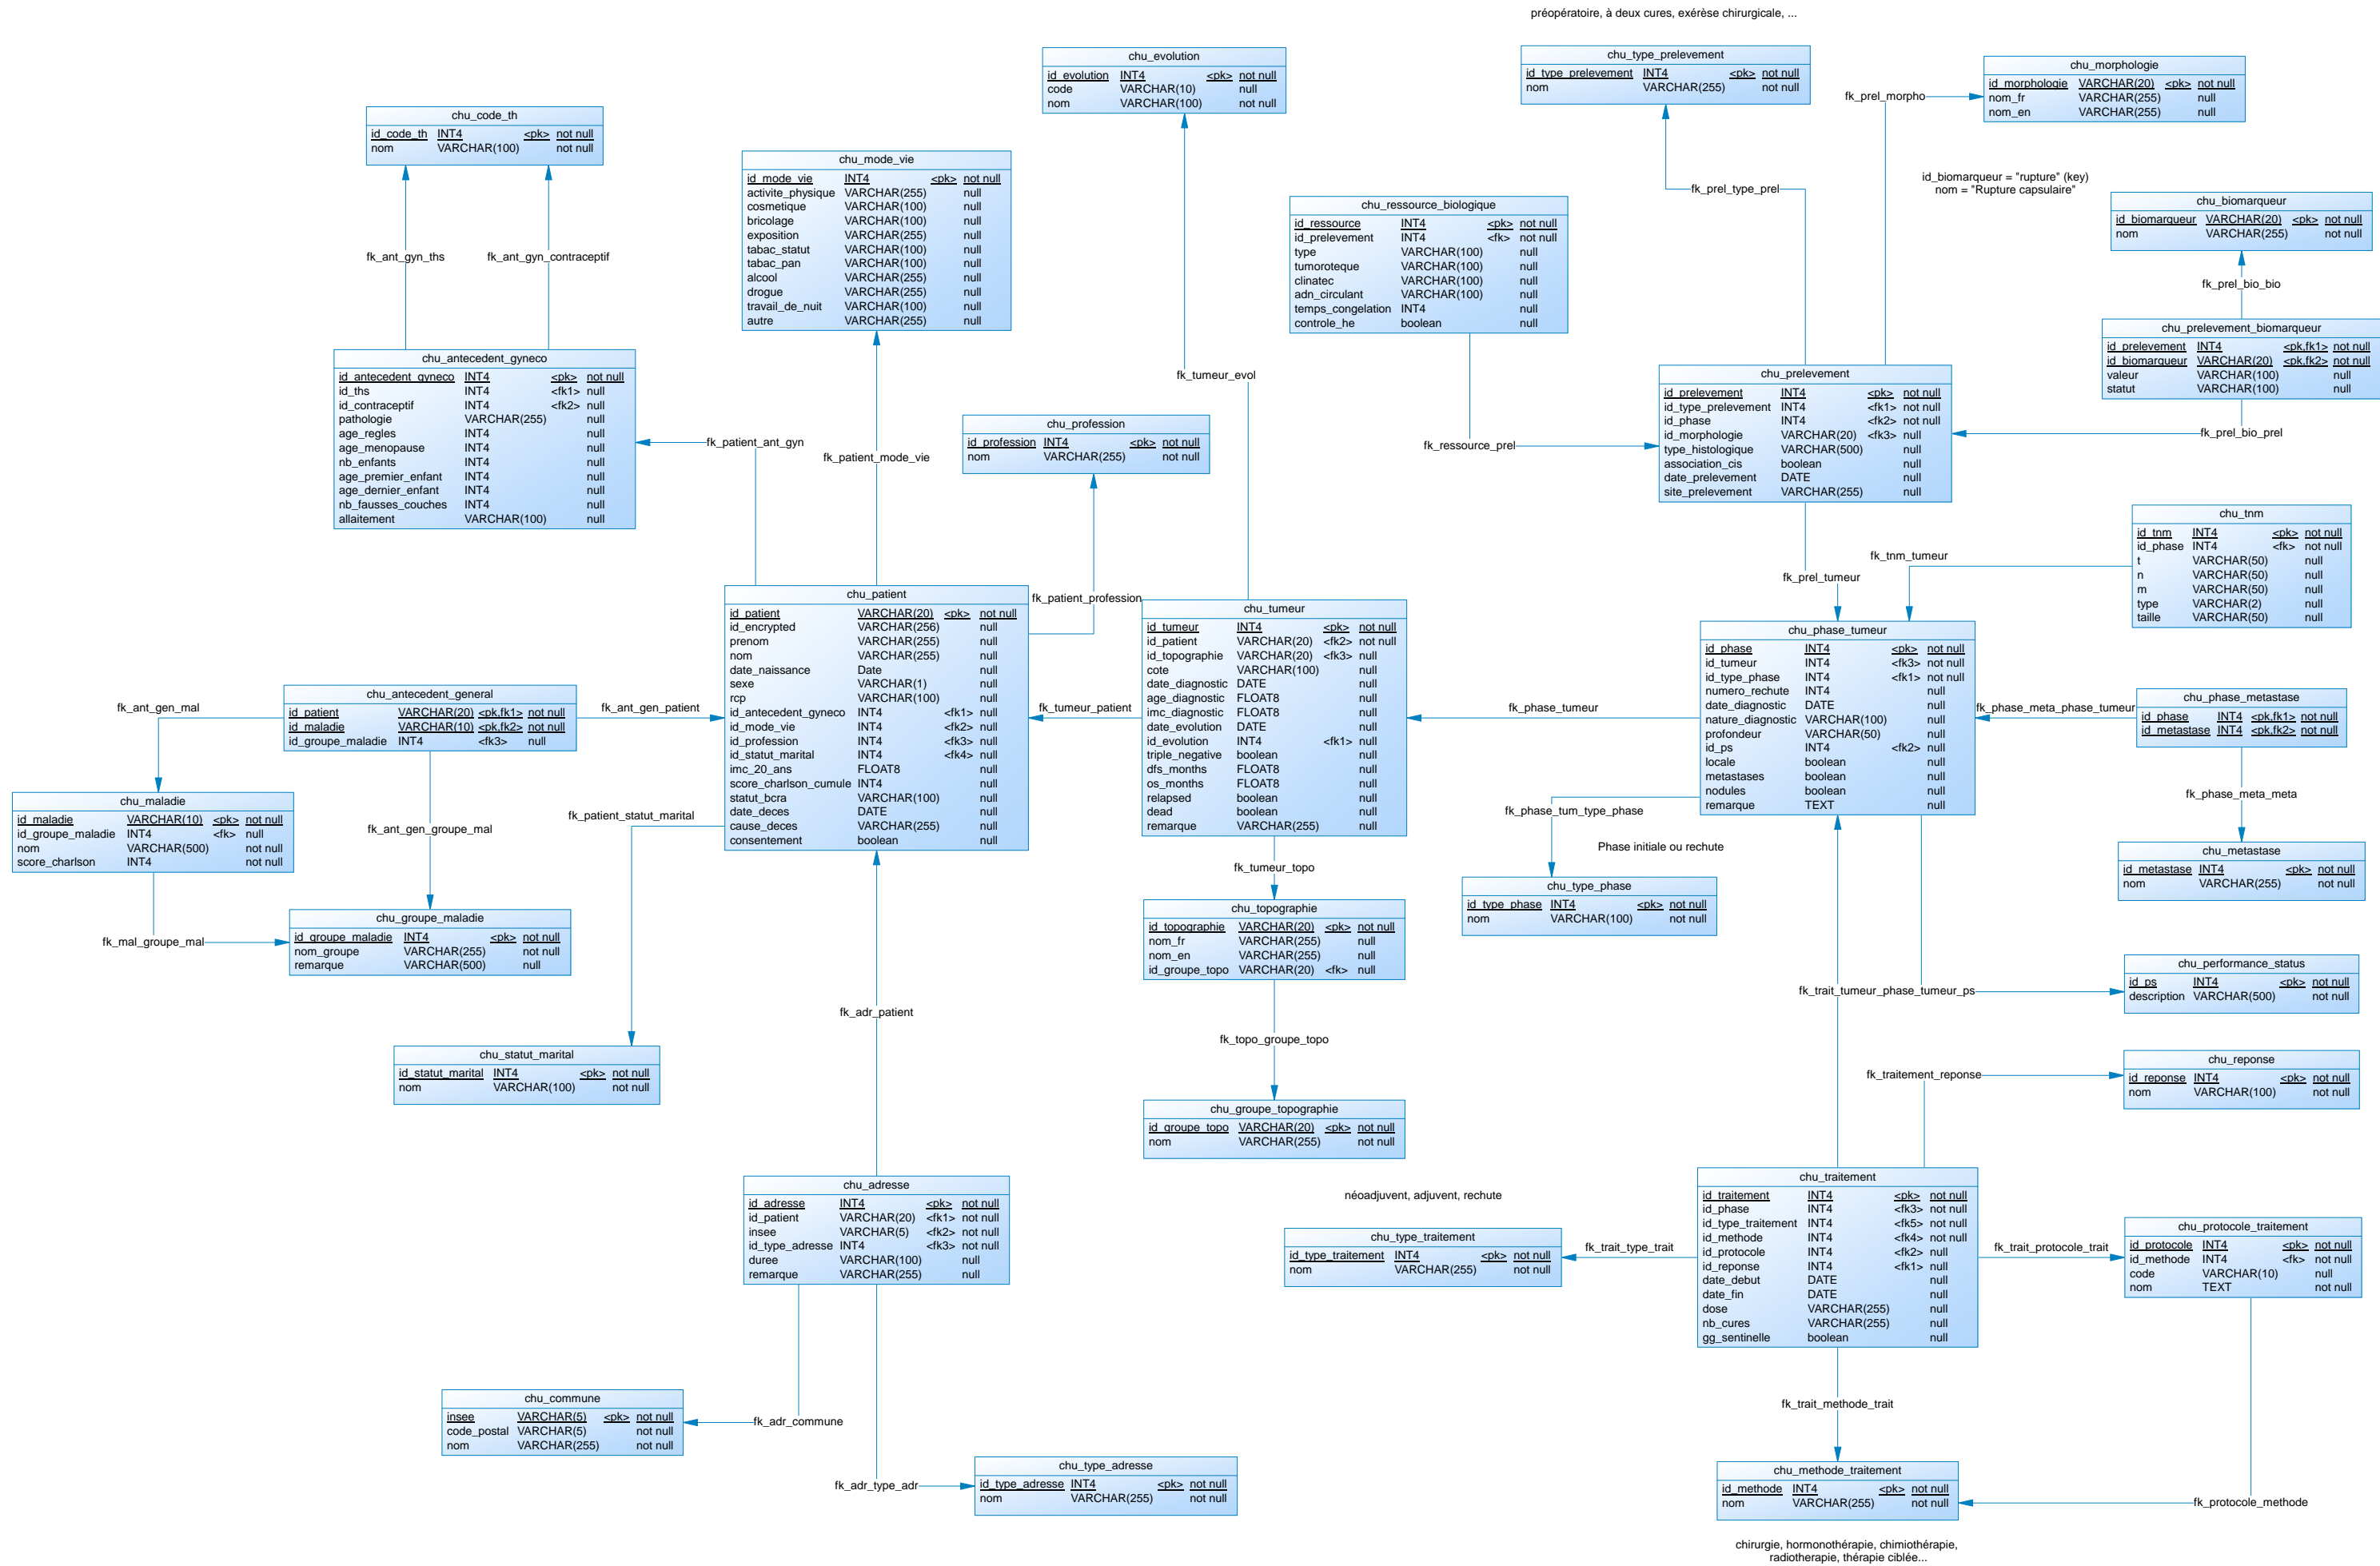 préopératoire, à deux cures, exérèse chirurgicale, ...
chu_evolution
id_evolution INT4 <pk> not null
code VARCHAR(10) null
nom VARCHAR(100) not null
chu_type_prelevement
id_type_prelevement INT4 <pk> not null
nom VARCHAR(255) not null
chu_morphologie
id_morphologie VARCHAR(20) <pk> not null
nom_fr VARCHAR(255) null
nom_en VARCHAR(255) null
fk_prel_morpho
chu_code_th
id_code_th INT4 <pk> not null
nom VARCHAR(100) not null
chu_mode_vie
id_mode_vie INT4 <pk> not null
activite_physique VARCHAR(255) null
cosmetique VARCHAR(100) null
bricolage VARCHAR(100) null
exposition VARCHAR(255) null
tabac_statut VARCHAR(100) null
tabac_pan VARCHAR(100) null
alcool VARCHAR(255) null
drogue VARCHAR(255) null
travail_de_nuit VARCHAR(100) null
autre VARCHAR(255) null
id_biomarqueur = "rupture" (key)
nom = "Rupture capsulaire"
fk_prel_type_prel
chu_ressource_biologique
id_ressource INT4 <pk> not null
id_prelevement INT4 <fk> not null
type VARCHAR(100) null
tumoroteque VARCHAR(100) null
clinatec VARCHAR(100) null
adn_circulant VARCHAR(100) null
temps_congelation INT4 null
controle_he boolean null
chu_biomarqueur
id_biomarqueur VARCHAR(20) <pk> not null
nom VARCHAR(255) not null
fk_ant_gyn_ths
fk_ant_gyn_contraceptif
fk_prel_bio_bio
chu_prelevement_biomarqueur
id_prelevement INT4 <pk,fk1> not null
id_biomarqueur VARCHAR(20) <pk,fk2> not null
valeur VARCHAR(100) null
statut VARCHAR(100) null
chu_antecedent_gyneco
id_antecedent_gyneco INT4 <pk> not null
id_ths INT4 <fk1> null
id_contraceptif INT4 <fk2> null
pathologie VARCHAR(255) null
age_regles INT4 null
age_menopause INT4 null
nb_enfants INT4 null
age_premier_enfant INT4 null
age_dernier_enfant INT4 null
nb_fausses_couches INT4 null
allaitement VARCHAR(100) null
fk_tumeur_evol
chu_prelevement
id_prelevement INT4 <pk> not null
id_type_prelevement INT4 <fk1> not null
id_phase INT4 <fk2> not null
id_morphologie VARCHAR(20) <fk3> null
type_histologique VARCHAR(500) null
association_cis boolean null
date_prelevement DATE null
site_prelevement VARCHAR(255) null
chu_profession
id_profession INT4 <pk> not null
nom VARCHAR(255) not null
fk_prel_bio_prel
fk_patient_ant_gyn
fk_ressource_prel
fk_patient_mode_vie
chu_tnm
id_tnm INT4 <pk> not null
id_phase INT4 <fk> not null
t VARCHAR(50) null
n VARCHAR(50) null
m VARCHAR(50) null
type VARCHAR(2) null
taille VARCHAR(50) null
fk_tnm_tumeur
fk_prel_tumeur
chu_patient
id_patient VARCHAR(20) <pk> not null
id_encrypted VARCHAR(256) null
prenom VARCHAR(255) null
nom VARCHAR(255) null
date_naissance Date null
sexe VARCHAR(1) null
rcp VARCHAR(100) null
id_antecedent_gyneco INT4 <fk1> null
id_mode_vie INT4 <fk2> null
id_profession INT4 <fk3> null
id_statut_marital INT4 <fk4> null
imc_20_ans FLOAT8 null
score_charlson_cumule INT4 null
statut_bcra VARCHAR(100) null
date_deces DATE null
cause_deces VARCHAR(255) null
consentement boolean null
fk_patient_profession
chu_tumeur
id_tumeur INT4 <pk> not null
id_patient VARCHAR(20) <fk2> not null
id_topographie VARCHAR(20) <fk3> null
cote VARCHAR(100) null
date_diagnostic DATE null
age_diagnostic FLOAT8 null
imc_diagnostic FLOAT8 null
date_evolution DATE null
id_evolution INT4 <fk1> null
triple_negative boolean null
dfs_months FLOAT8 null
os_months FLOAT8 null
relapsed boolean null
dead boolean null
remarque VARCHAR(255) null
chu_phase_tumeur
id_phase INT4 <pk> not null
id_tumeur INT4 <fk3> not null
id_type_phase INT4 <fk1> not null
numero_rechute INT4 null
date_diagnostic DATE null
nature_diagnostic VARCHAR(100) null
profondeur VARCHAR(50) null
id_ps INT4 <fk2> null
locale boolean null
metastases boolean null
nodules boolean null
remarque TEXT null
chu_antecedent_general
id_patient VARCHAR(20) <pk,fk1> not null
id_maladie VARCHAR(10) <pk,fk2> not null
id_groupe_maladie INT4 <fk3> null
fk_ant_gen_mal
fk_ant_gen_patient
fk_tumeur_patient
fk_phase_tumeur
fk_phase_meta_phase_tumeur
chu_phase_metastase
id_phase INT4 <pk,fk1> not null
id_metastase INT4 <pk,fk2> not null
chu_maladie
id_maladie VARCHAR(10) <pk> not null
id_groupe_maladie INT4 <fk> null
nom VARCHAR(500) not null
score_charlson INT4 not null
fk_ant_gen_groupe_mal
fk_patient_statut_marital
fk_phase_tum_type_phase
fk_phase_meta_meta
Phase initiale ou rechute
chu_metastase
id_metastase INT4 <pk> not null
nom VARCHAR(255) not null
fk_tumeur_topo
chu_type_phase
id_type_phase INT4 <pk> not null
nom VARCHAR(100) not null
chu_groupe_maladie
id_groupe_maladie INT4 <pk> not null
nom_groupe VARCHAR(255) not null
remarque VARCHAR(500) null
fk_mal_groupe_mal
chu_topographie
id_topographie VARCHAR(20) <pk> not null
nom_fr VARCHAR(255) null
nom_en VARCHAR(255) null
id_groupe_topo VARCHAR(20) <fk> null
chu_performance_status
id_ps INT4 <pk> not null
description VARCHAR(500) not null
fk_trait_tumeur_phase_tumeur_ps
fk_adr_patient
fk_topo_groupe_topo
chu_statut_marital
id_statut_marital INT4 <pk> not null
nom VARCHAR(100) not null
chu_reponse
id_reponse INT4 <pk> not null
nom VARCHAR(100) not null
fk_traitement_reponse
chu_groupe_topographie
id_groupe_topo VARCHAR(20) <pk> not null
nom VARCHAR(255) not null
chu_adresse
id_adresse INT4 <pk> not null
id_patient VARCHAR(20) <fk1> not null
insee VARCHAR(5) <fk2> not null
id_type_adresse INT4 <fk3> not null
duree VARCHAR(100) null
remarque VARCHAR(255) null
néoadjuvent, adjuvent, rechute
chu_type_traitement
id_type_traitement INT4 <pk> not null
nom VARCHAR(255) not null
fk_trait_type_trait
chu_traitement
id_traitement INT4 <pk> not null
id_phase INT4 <fk3> not null
id_type_traitement INT4 <fk5> not null
id_methode INT4 <fk4> not null
id_protocole INT4 <fk2> null
id_reponse INT4 <fk1> null
date_debut DATE null
date_fin DATE null
dose VARCHAR(255) null
nb_cures VARCHAR(255) null
gg_sentinelle boolean null
fk_trait_protocole_trait
chu_protocole_traitement
id_protocole INT4 <pk> not null
id_methode INT4 <fk> not null
code VARCHAR(10) null
nom TEXT not null
chu_commune
insee VARCHAR(5) <pk> not null
code_postal VARCHAR(5) not null
nom VARCHAR(255) not null
fk_adr_commune
fk_trait_methode_trait
chu_type_adresse
id_type_adresse INT4 <pk> not null
nom VARCHAR(255) not null
fk_adr_type_adr
chu_methode_traitement
id_methode INT4 <pk> not null
nom VARCHAR(255) not null
fk_protocole_methode
chirurgie, hormonothérapie, chimiothérapie,
radiotherapie, thérapie ciblée...